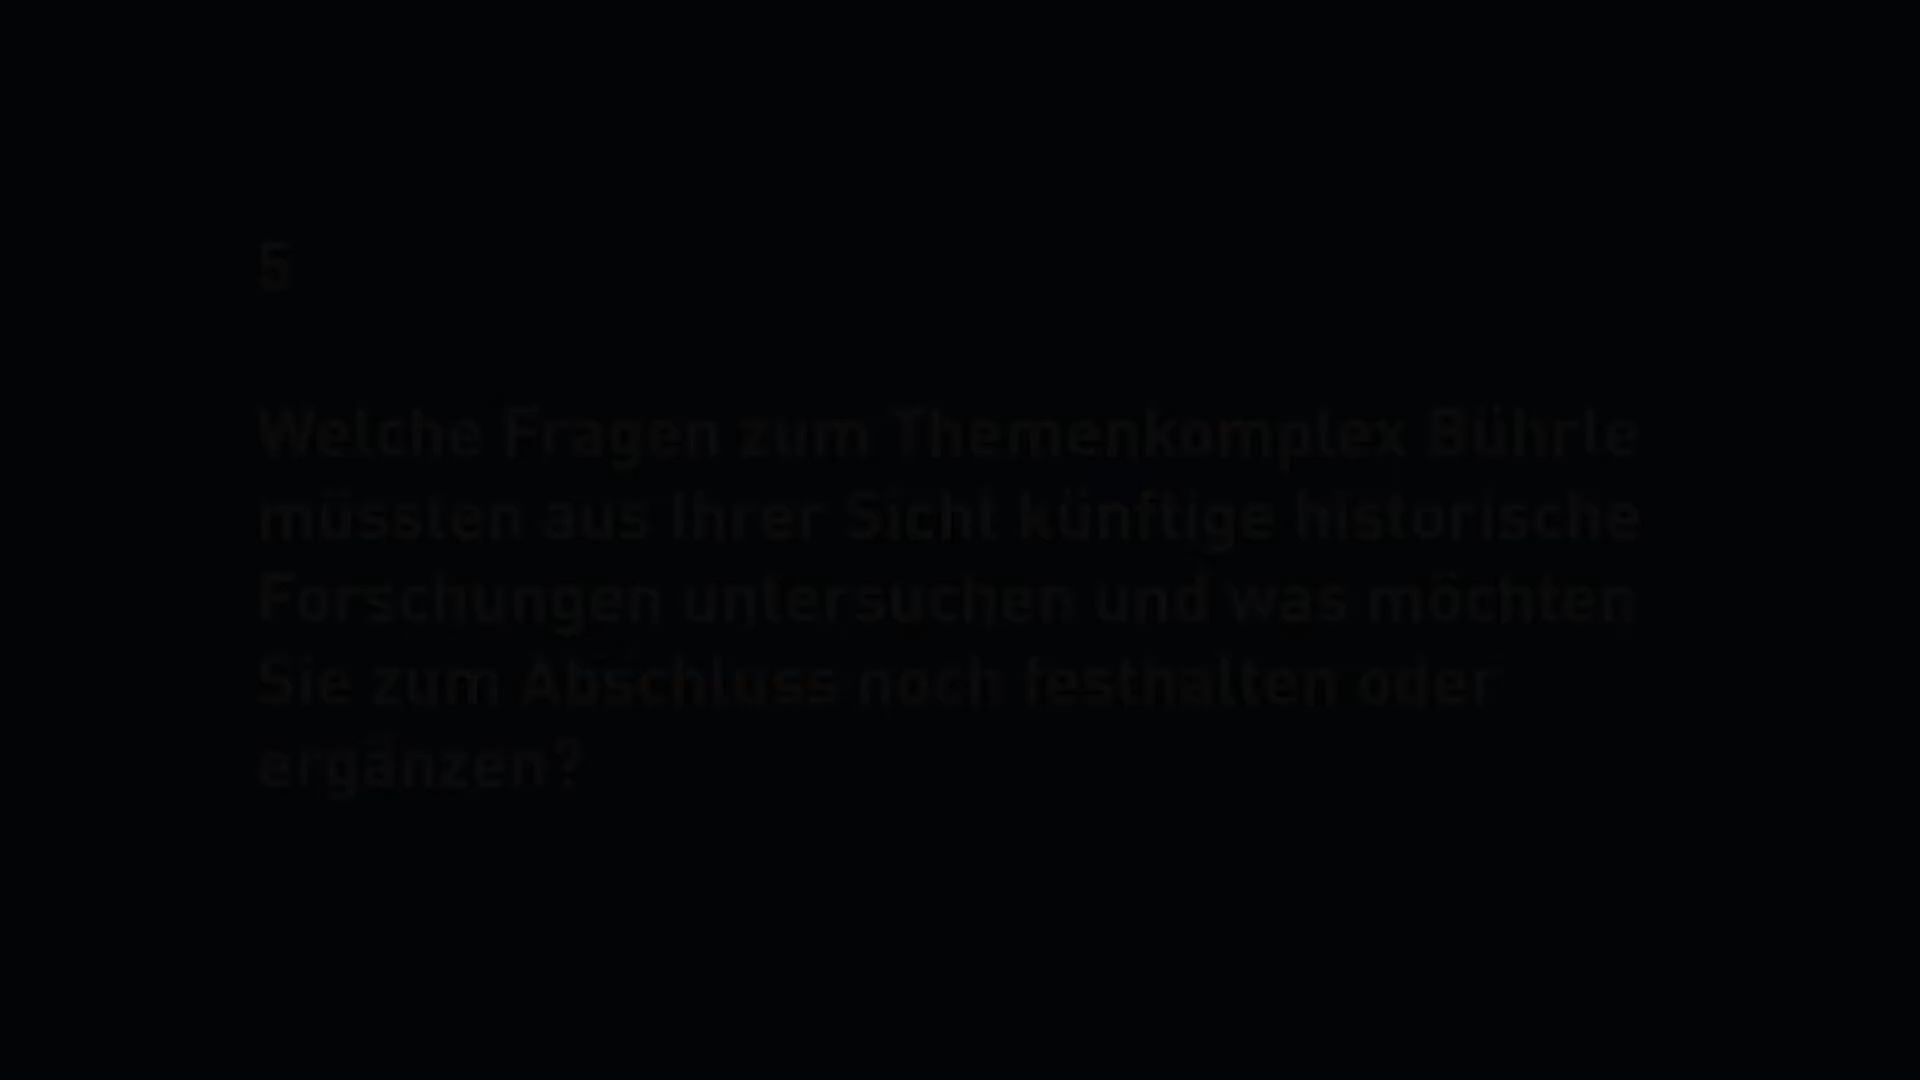 5
Welche Fragen zum Themenkomplex Bührle
müssten aus Ihrer Sicht künftige historische
Forschungen untersuchen und was möchten
Sie zum Abschluss noch festhalten oder
ergänzen?